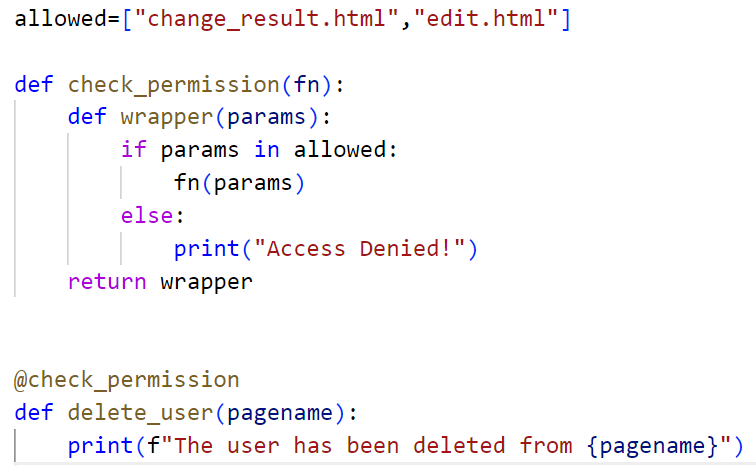 allowed=["change_result.html","edit.html"]

def check_permission(fn):
    def wrapper(params):
        if params in allowed:
            fn(params)
        else:
            print("Access Denied!")
    return wrapper


@check_permission
def delete_user(pagename):
    print(f"The user has been deleted from {pagename}")